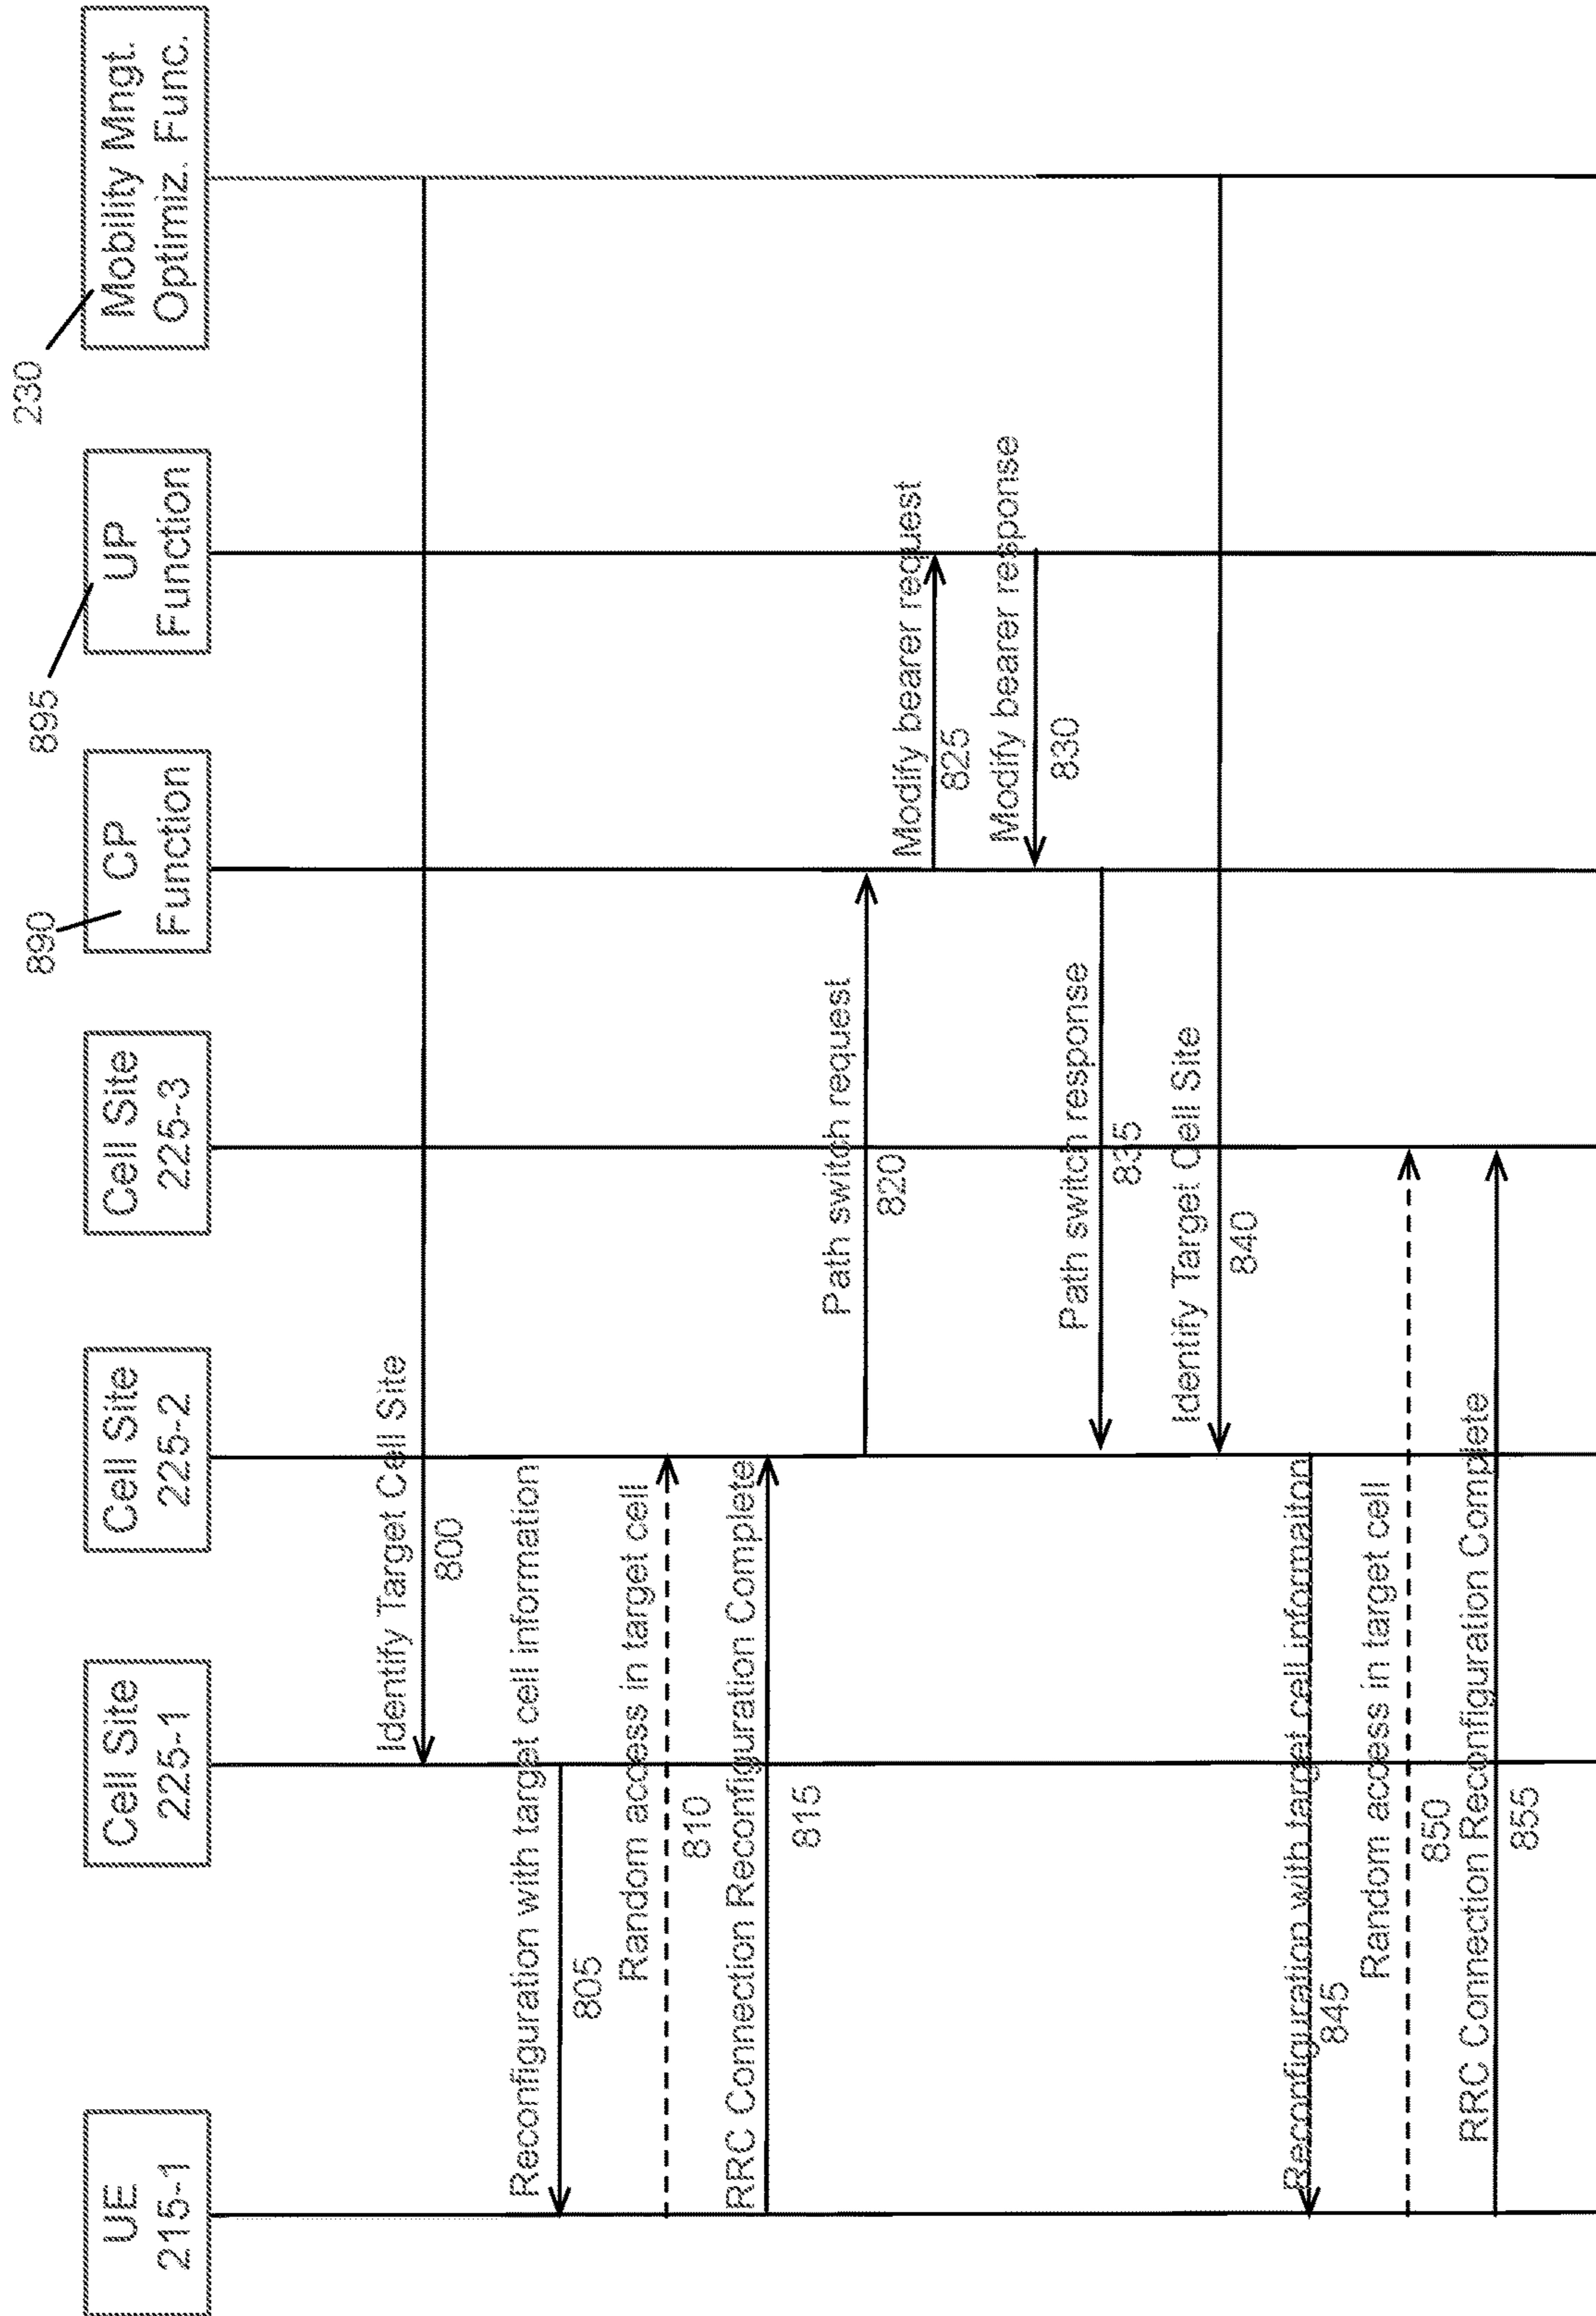 230
895
890
UE
215-1
Cell Site
225-1
Cell Site
225-2
Cell Site
225-3
CP
Function
UP
Function
Mobility Mngt.
Optimiz. Func.
Identify Target Cell Site
800
Reconfiguration with target cell information
805
Random access in target cell
810
RRC Connection Reconfiguration Complete
815
Path switch request
820
Modify bearer request
825
Modify bearer response
830
Path switch response
835
Identify Target Cell Site
840
Reconfiguration with target cell informaiton
845
Random access in target cell
850
RRC Connection Reconfiguration Complete
855